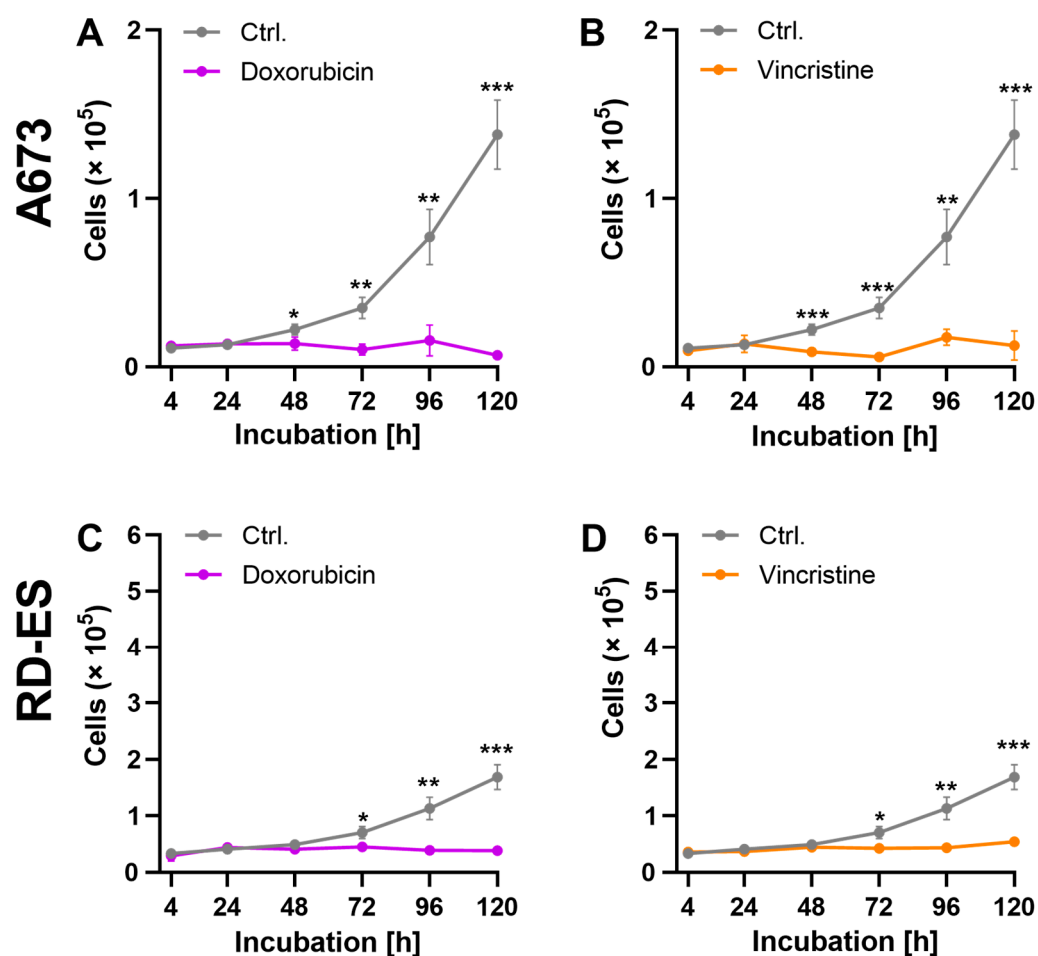 A673
A
Ctrl.
Doxorubicin
Cells (× 10⁵)
2
1
0
*
**
**
***
4 24 48 72 96 120
Incubation [h]
B
Ctrl.
Vincristine
Cells (× 10⁵)
2
1
0
***
***
**
***
4 24 48 72 96 120
Incubation [h]
RD-ES
C
Ctrl.
Doxorubicin
Cells (× 10⁵)
6
5
4
3
2
1
0
*
**
***
4 24 48 72 96 120
Incubation [h]
D
Ctrl.
Vincristine
Cells (× 10⁵)
6
5
4
3
2
1
0
*
**
***
4 24 48 72 96 120
Incubation [h]